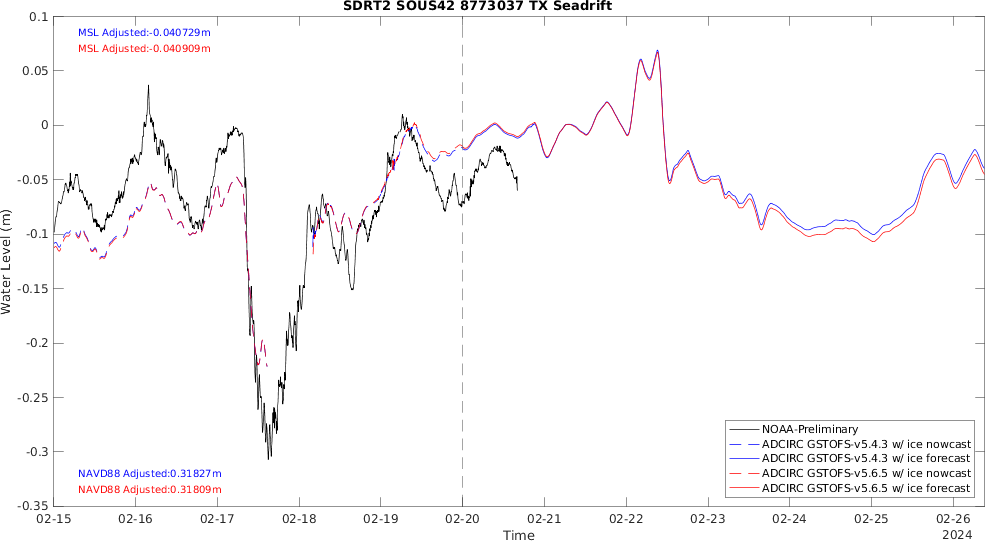 SDRT2 SOUS42 8773037 TX Seadrift
0.1
MSL Adjusted:-0.040729m
MSL Adjusted:-0.040909m
0.05
0
-0.05
-0.1
-0.15
-0.2
-0.25
-0.3
-0.35
Water Level (m)
NAVD88 Adjusted:0.31827m
NAVD88 Adjusted:0.31809m
NOAA-Preliminary
ADCIRC GSTOFS-v5.4.3 w/ ice nowcast
ADCIRC GSTOFS-v5.4.3 w/ ice forecast
ADCIRC GSTOFS-v5.6.5 w/ ice nowcast
ADCIRC GSTOFS-v5.6.5 w/ ice forecast
02-15 02-16 02-17 02-18 02-19 02-20 02-21 02-22 02-23 02-24 02-25 02-26
Time
2024